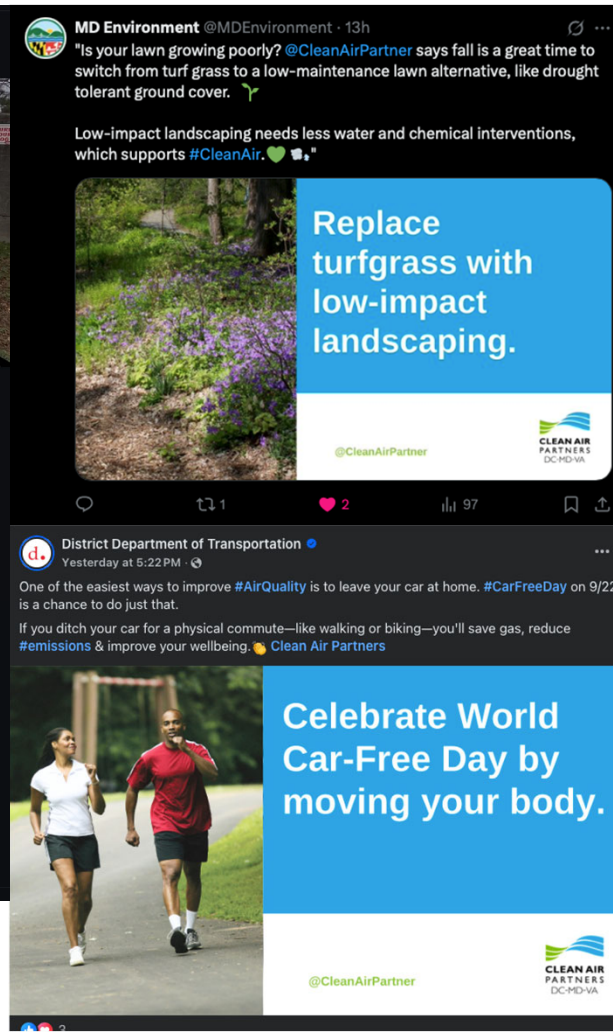 MD Environment @MDEnvironment · 13h
"Is your lawn growing poorly? @CleanAirPartner says fall is a great time to
switch from turf grass to a low-maintenance lawn alternative, like drought
tolerant ground cover. 🌱
Low-impact landscaping needs less water and chemical interventions,
which supports #CleanAir.💚 "
Replace
turfgrass with
low-impact
landscaping.
@CleanAirPartner
CLEAN AIR
PARTNERS
DC-MD-VA
1
2
97
d.
District Department of Transportation
Yesterday at 5:22 PM ·
One of the easiest ways to improve #AirQuality is to leave your car at home. #CarFreeDay on 9/22
is a chance to do just that.
If you ditch your car for a physical commute—like walking or biking—you'll save gas, reduce
#emissions & improve your wellbeing.👏 Clean Air Partners
Celebrate World
Car-Free Day by
moving your body.
@CleanAirPartner
CLEAN AIR
PARTNERS
DC-MD-VA
3